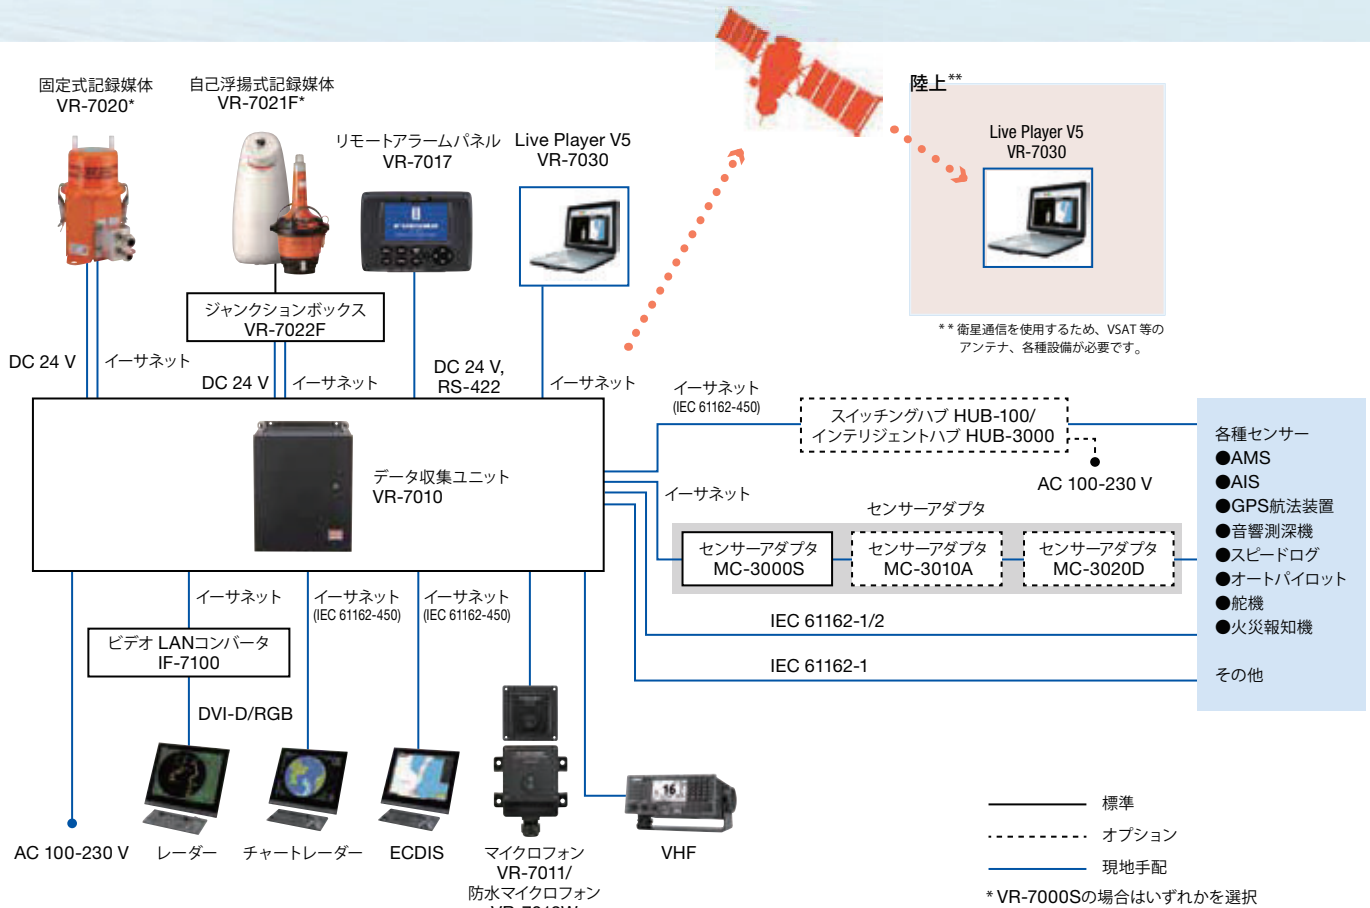 固定式記録媒体
VR-7020*
自己浮揚式記録媒体
VR-7021F*
リモートアラームパネル
VR-7017
Live Player V5
VR-7030
陸上**
Live Player V5
VR-7030
**衛星通信を使用するため、VSAT 等の
アンテナ、各種設備が必要です。
ジャンクションボックス
VR-7022F
DC 24 V
イーサネット
DC 24 V
イーサネット
DC 24 V,
RS-422
イーサネット
データ収集ユニット
VR-7010
イーサネット
(IEC 61162-450)
スイッチングハブ HUB-100/
インテリジェントハブ HUB-3000
AC 100-230 V
イーサネット
センサーアダプタ
センサーアダプタ
MC-3000S
センサーアダプタ
MC-3010A
センサーアダプタ
MC-3020D
IEC 61162-1/2
IEC 61162-1
各種センサー
●AMS
●AIS
●GPS航法装置
●音響測深機
●スピードログ
●オートパイロット
●舵機
●火災報知機
その他
イーサネット
イーサネット
(IEC 61162-450)
イーサネット
(IEC 61162-450)
ビデオ LANコンバータ
IF-7100
DVI-D/RGB
16
AC 100-230 V
レーダー
チャートレーダー
ECDIS
マイクロフォン
VR-7011/
防水マイクロフォン
VHF
標準
オプション
現地手配
*VR-7000Sの場合はいずれかを選択